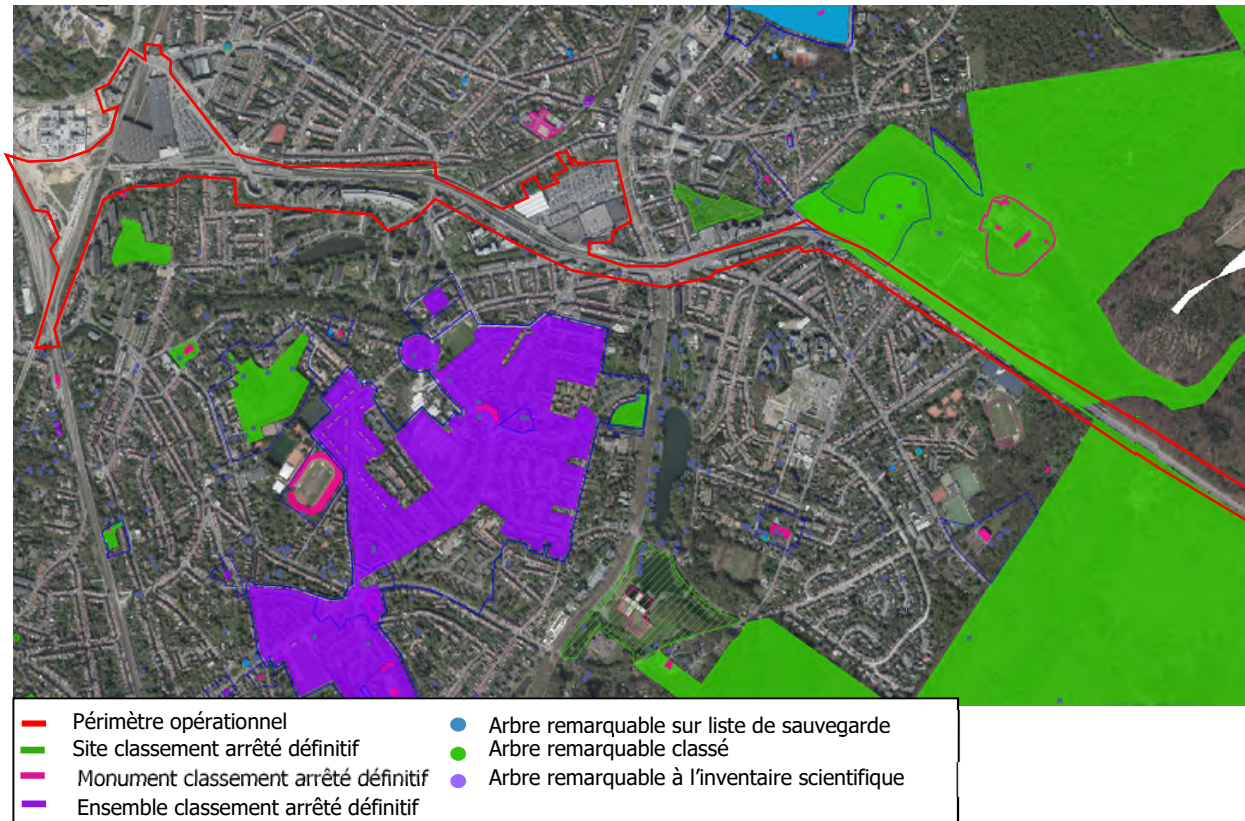 Périmètre opérationnel
Site classement arrêté définitif
Monument classement arrêté définitif
Ensemble classement arrêté définitif
Arbre remarquable sur liste de sauvegarde
Arbre remarquable classé
Arbre remarquable à l'inventaire scientifique